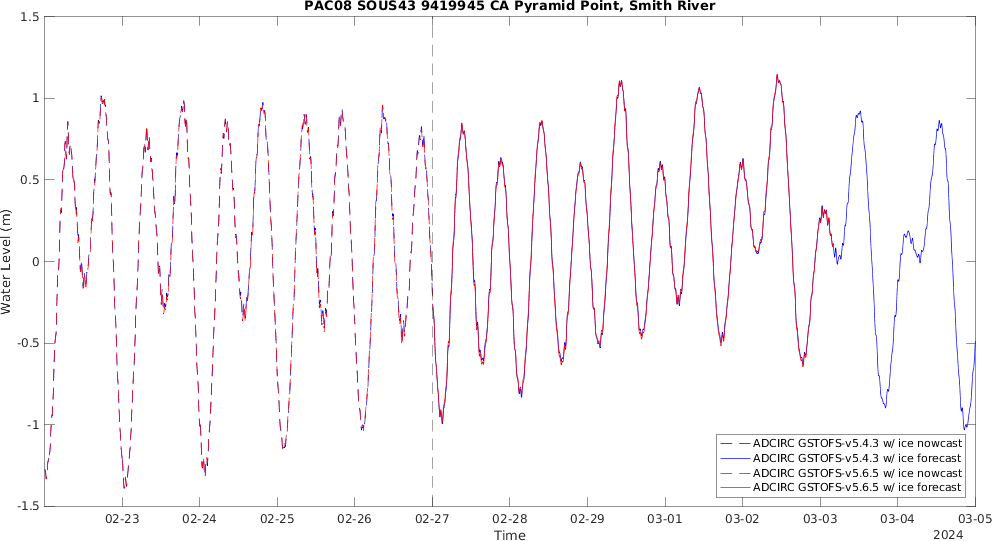 PAC08 SOUS43 9419945 CA Pyramid Point, Smith River
1.5
1
0.5
0
-0.5
-1
-1.5
Water Level (m)
02-23 02-24 02-25 02-26 02-27 02-28 02-29 03-01 03-02 03-03 03-04 03-05
Time
2024
ADCIRC GSTOFS-v5.4.3 w/ ice nowcast
ADCIRC GSTOFS-v5.4.3 w/ ice forecast
ADCIRC GSTOFS-v5.6.5 w/ ice nowcast
ADCIRC GSTOFS-v5.6.5 w/ ice forecast